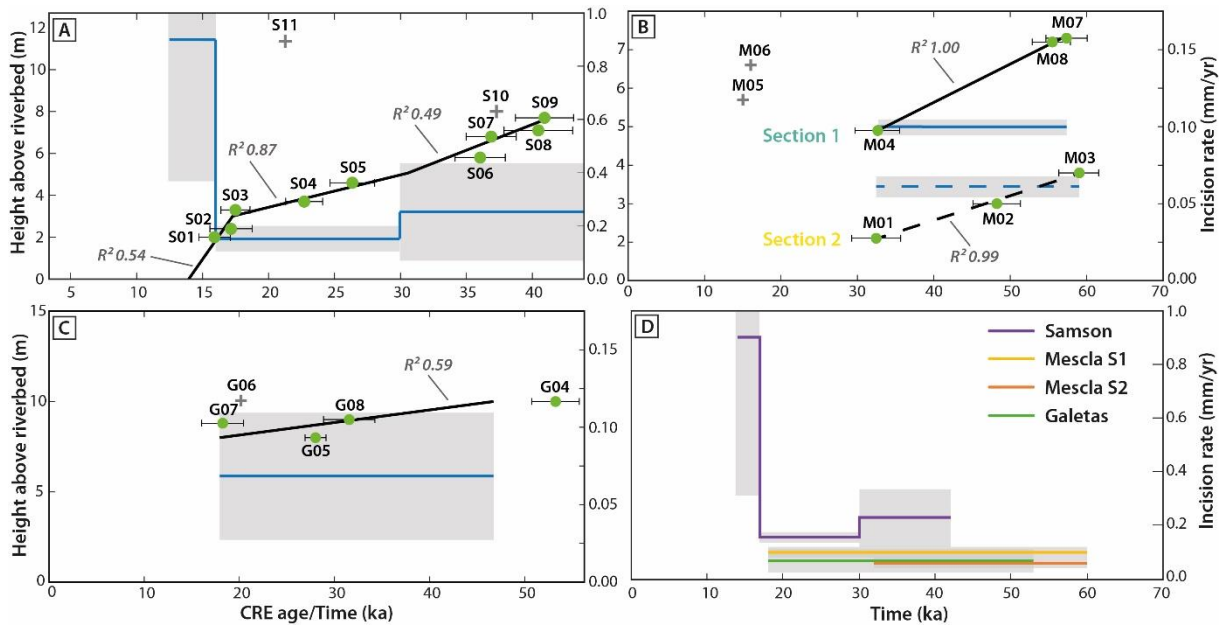 A
Height above riverbed (m)
12
10
8
6
4
2
0
5
10
15
20
25
30
35
40
1.0
0.8
0.6
0.4
0.2
0.0
S11
S10
S09
S07
S08
S06
S05
S04
S03
S02
S01
R² 0.49
R² 0.87
R² 0.54
B
7
6
5
4
3
2
1
0
10
20
30
40
50
60
70
0.15
0.10
0.05
0.00
Incision rate (mm/yr)
M07
M08
M06
M05
R² 1.00
Section 1
M04
M03
M02
M01
Section 2
R² 0.99
C
Height above riverbed (m)
15
10
5
0
0
10
20
30
40
50
0.15
0.10
0.05
0.00
R² 0.59
G06
G07
G08
G05
G04
CRE age/Time (ka)
D
Samson
Mescla S1
Mescla S2
Galetas
1.0
0.8
0.6
0.4
0.2
0.0
Incision rate (mm/yr)
0
10
20
30
40
50
60
70
Time (ka)